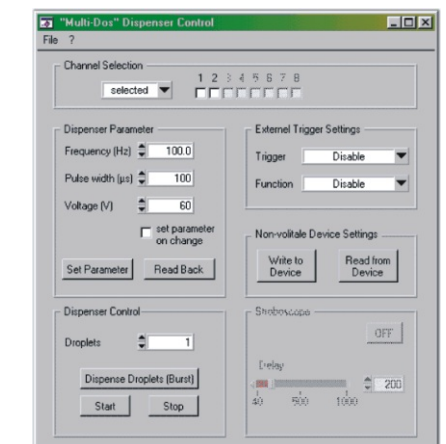 "Multi-Dos" Dispenser Control
File ?
Channel Selection
selected
1 2 3 4 5 6 7 8
Dispenser Parameter
Frequency (Hz) 100.0
Pulse width (µs) 100
Voltage (V) 60
set parameter
on change
Set Parameter Read Back
External Trigger Settings
Trigger Disable
Function Disable
Non-volitale Device Settings
Write to
Device
Read from
Device
Dispenser Control
Droplets 1
Dispense Droplets (Burst)
Start Stop
Stroboscope
OFF
Delay
200
40 500 1000